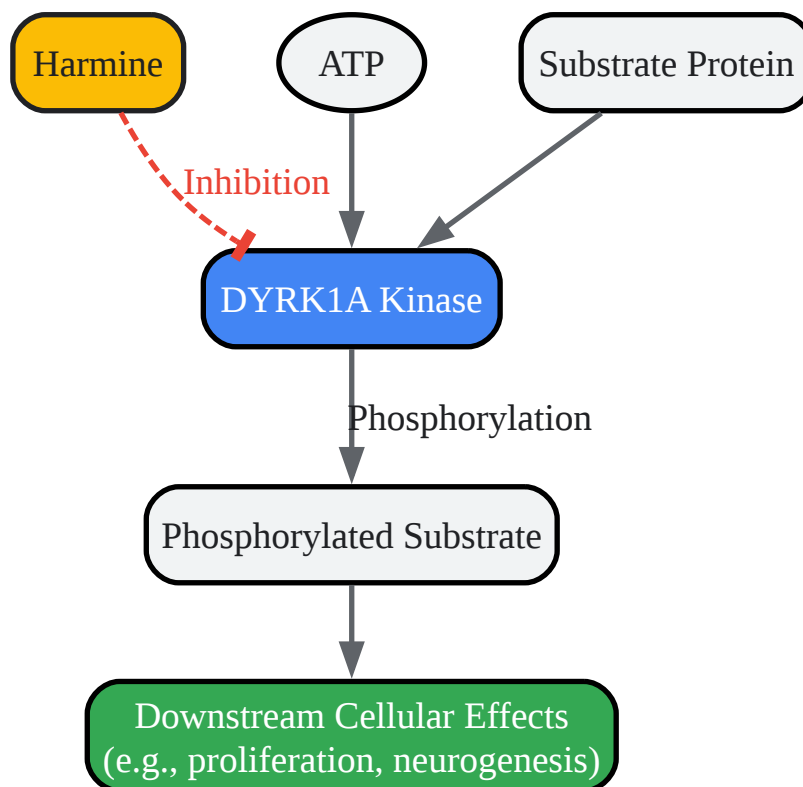 Harmine
ATP
Substrate Protein
Inhibition
DYRK1A Kinase
Phosphorylation
Phosphorylated Substrate
Downstream Cellular Effects
(e.g., proliferation, neurogenesis)